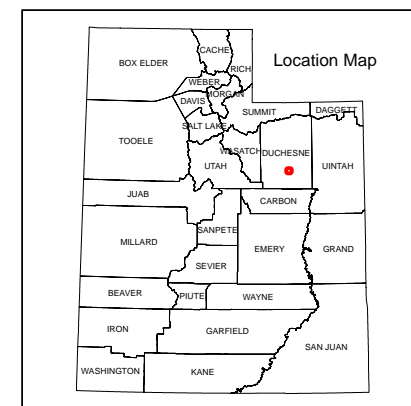 Location Map
BOX ELDER
CACHE
RICH
WEBER
MORGAN
DAVIS
SUMMIT
DAGGETT
SALT LAKE
TOOELE
WASATCH
DUCHESNE
UTAH
UINTAH
JUAB
CARBON
SANPETE
MILLARD
EMERY
GRAND
SEVIER
BEAVER
PIUTE
WAYNE
IRON
GARFIELD
SAN JUAN
WASHINGTON
KANE